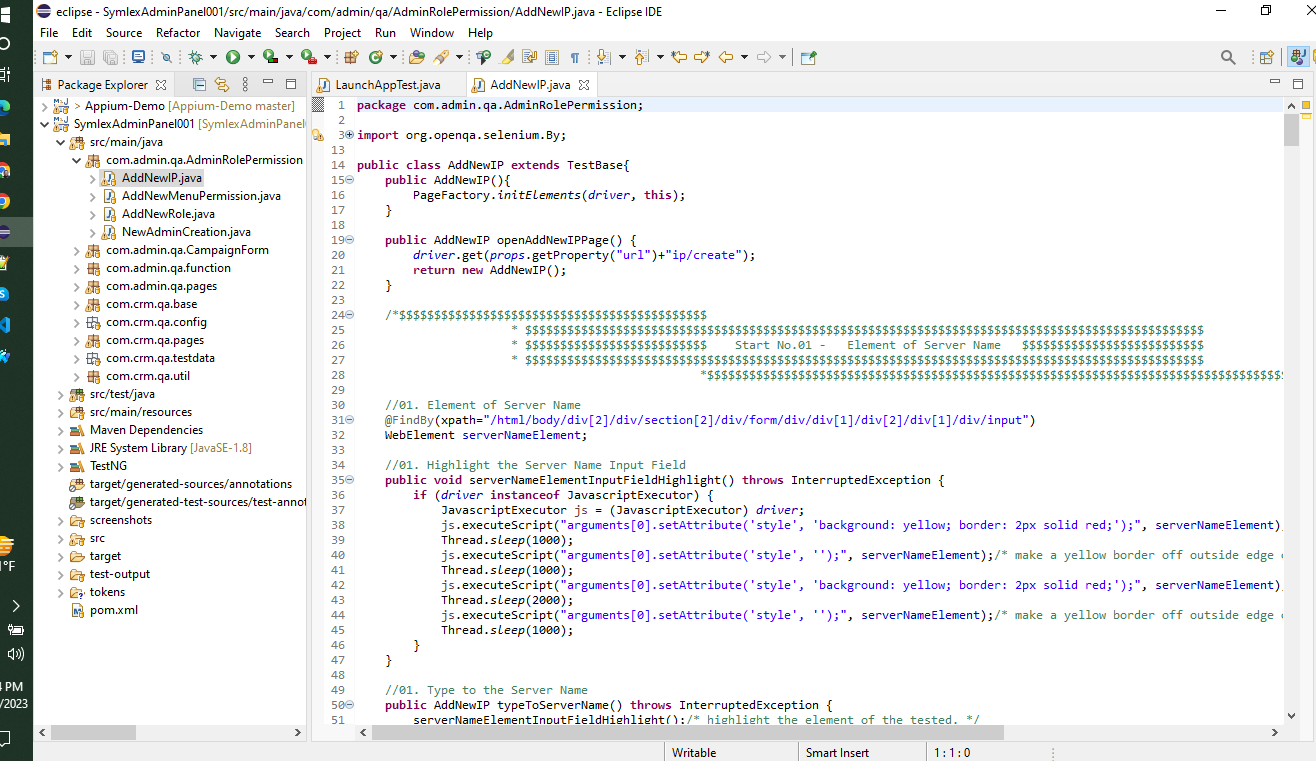 eclipse - SymlexAdminPanel001/src/main/java/com/admin/qa/AdminRolePermission/AddNewIP.java - Eclipse IDE
File Edit Source Refactor Navigate Search Project Run Window Help
Package Explorer
LaunchAppTest.java AddNewIP.java
> Appium-Demo [Appium-Demo master]
SymlexAdminPanel001 [SymlexAdminPanel
src/main/java
com.admin.qa.AdminRolePermission
AddNewIP.java
AddNewMenuPermission.java
AddNewRole.java
NewAdminCreation.java
com.admin.qa.CampaignForm
com.admin.qa.function
com.admin.qa.pages
com.crm.qa.base
com.crm.qa.config
com.crm.qa.pages
com.crm.qa.testdata
com.crm.qa.util
src/test/java
src/main/resources
Maven Dependencies
JRE System Library [JavaSE-1.8]
TestNG
target/generated-sources/annotations
target/generated-test-sources/test-annot
screenshots
src
target
test-output
tokens
pom.xml
1 package com.admin.qa.AdminRolePermission;
2
3 import org.openqa.selenium.By;
13
14 public class AddNewIP extends TestBase{
15 public AddNewIP(){
16 PageFactory.initElements(driver, this);
17 }
18
19 public AddNewIP openAddNewIPPage() {
20 driver.get(props.getProperty("url")+"ip/create");
21 return new AddNewIP();
22 }
23
24 /*$$$$$$$$$$$$$$$$$$$$$$$$$$$$$$$$$$$$$$$$$$$$
25 * $$$$$$$$$$$$$$$$$$$$$$$$$$$$$$$$$$$$$$$$$$$$$$$$$$$$$$$$$$$$$$$$$$$$$$$$$$$$$$$$$$$$$$$$$$$$$$$$$
26 * $$$$$$$$$$$$$$$$$$$$$$$$$$ Start No.01 - Element of Server Name $$$$$$$$$$$$$$$$$$$$$$$$$$
27 * $$$$$$$$$$$$$$$$$$$$$$$$$$$$$$$$$$$$$$$$$$$$$$$$$$$$$$$$$$$$$$$$$$$$$$$$$$$$$$$$$$$$$$$$$$$$$$$$$
28 *$$$$$$$$$$$$$$$$$$$$$$$$$$$$$$$$$$$$$$$$$$$$$$$$$$$$$$$$$$$$$$$$$$$$$$$$$$$$$$$$$$
29
30 //01. Element of Server Name
31 @FindBy(xpath="/html/body/div[2]/div/section[2]/div/form/div/div[1]/div[2]/div[1]/div/input")
32 WebElement serverNameElement;
33
34 //01. Highlight the Server Name Input Field
35 public void serverNameElementInputFieldHighlight() throws InterruptedException {
36 if (driver instanceof JavascriptExecutor) {
37 JavascriptExecutor js = (JavascriptExecutor) driver;
38 js.executeScript("arguments[0].setAttribute('style', 'background: yellow; border: 2px solid red;');", serverNameElement)
39 Thread.sleep(1000);
40 js.executeScript("arguments[0].setAttribute('style', '');", serverNameElement);/* make a yellow border off outside edge
41 Thread.sleep(1000);
42 js.executeScript("arguments[0].setAttribute('style', 'background: yellow; border: 2px solid red;');", serverNameElement)
43 Thread.sleep(2000);
44 js.executeScript("arguments[0].setAttribute('style', '');", serverNameElement);/* make a yellow border off outside edge
45 Thread.sleep(1000);
46 }
47 }
48
49 //01. Type to the Server Name
50 public AddNewIP typeToServerName() throws InterruptedException {
51 serverNameElementInputFieldHighlight();/* highlight the element of the tested. */
°F
PM
/2023
Writable Smart Insert 1 : 1 : 0